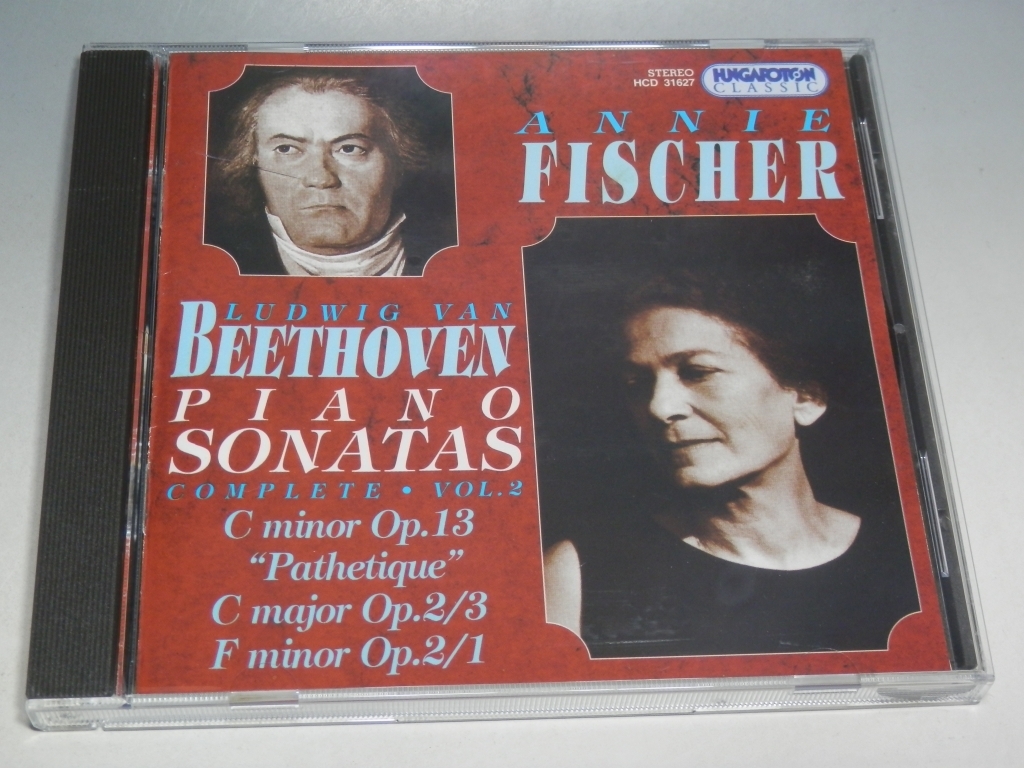 STEREO
HCD 31627
HUNGAROTON
CLASSIC
ANNIE
FISCHER
LUDWIG VAN
BEETHOVEN
PIANO
SONATAS
COMPLETE • VOL.2
C minor Op.13
"Pathetique"
C major Op.2/3
F minor Op.2/1